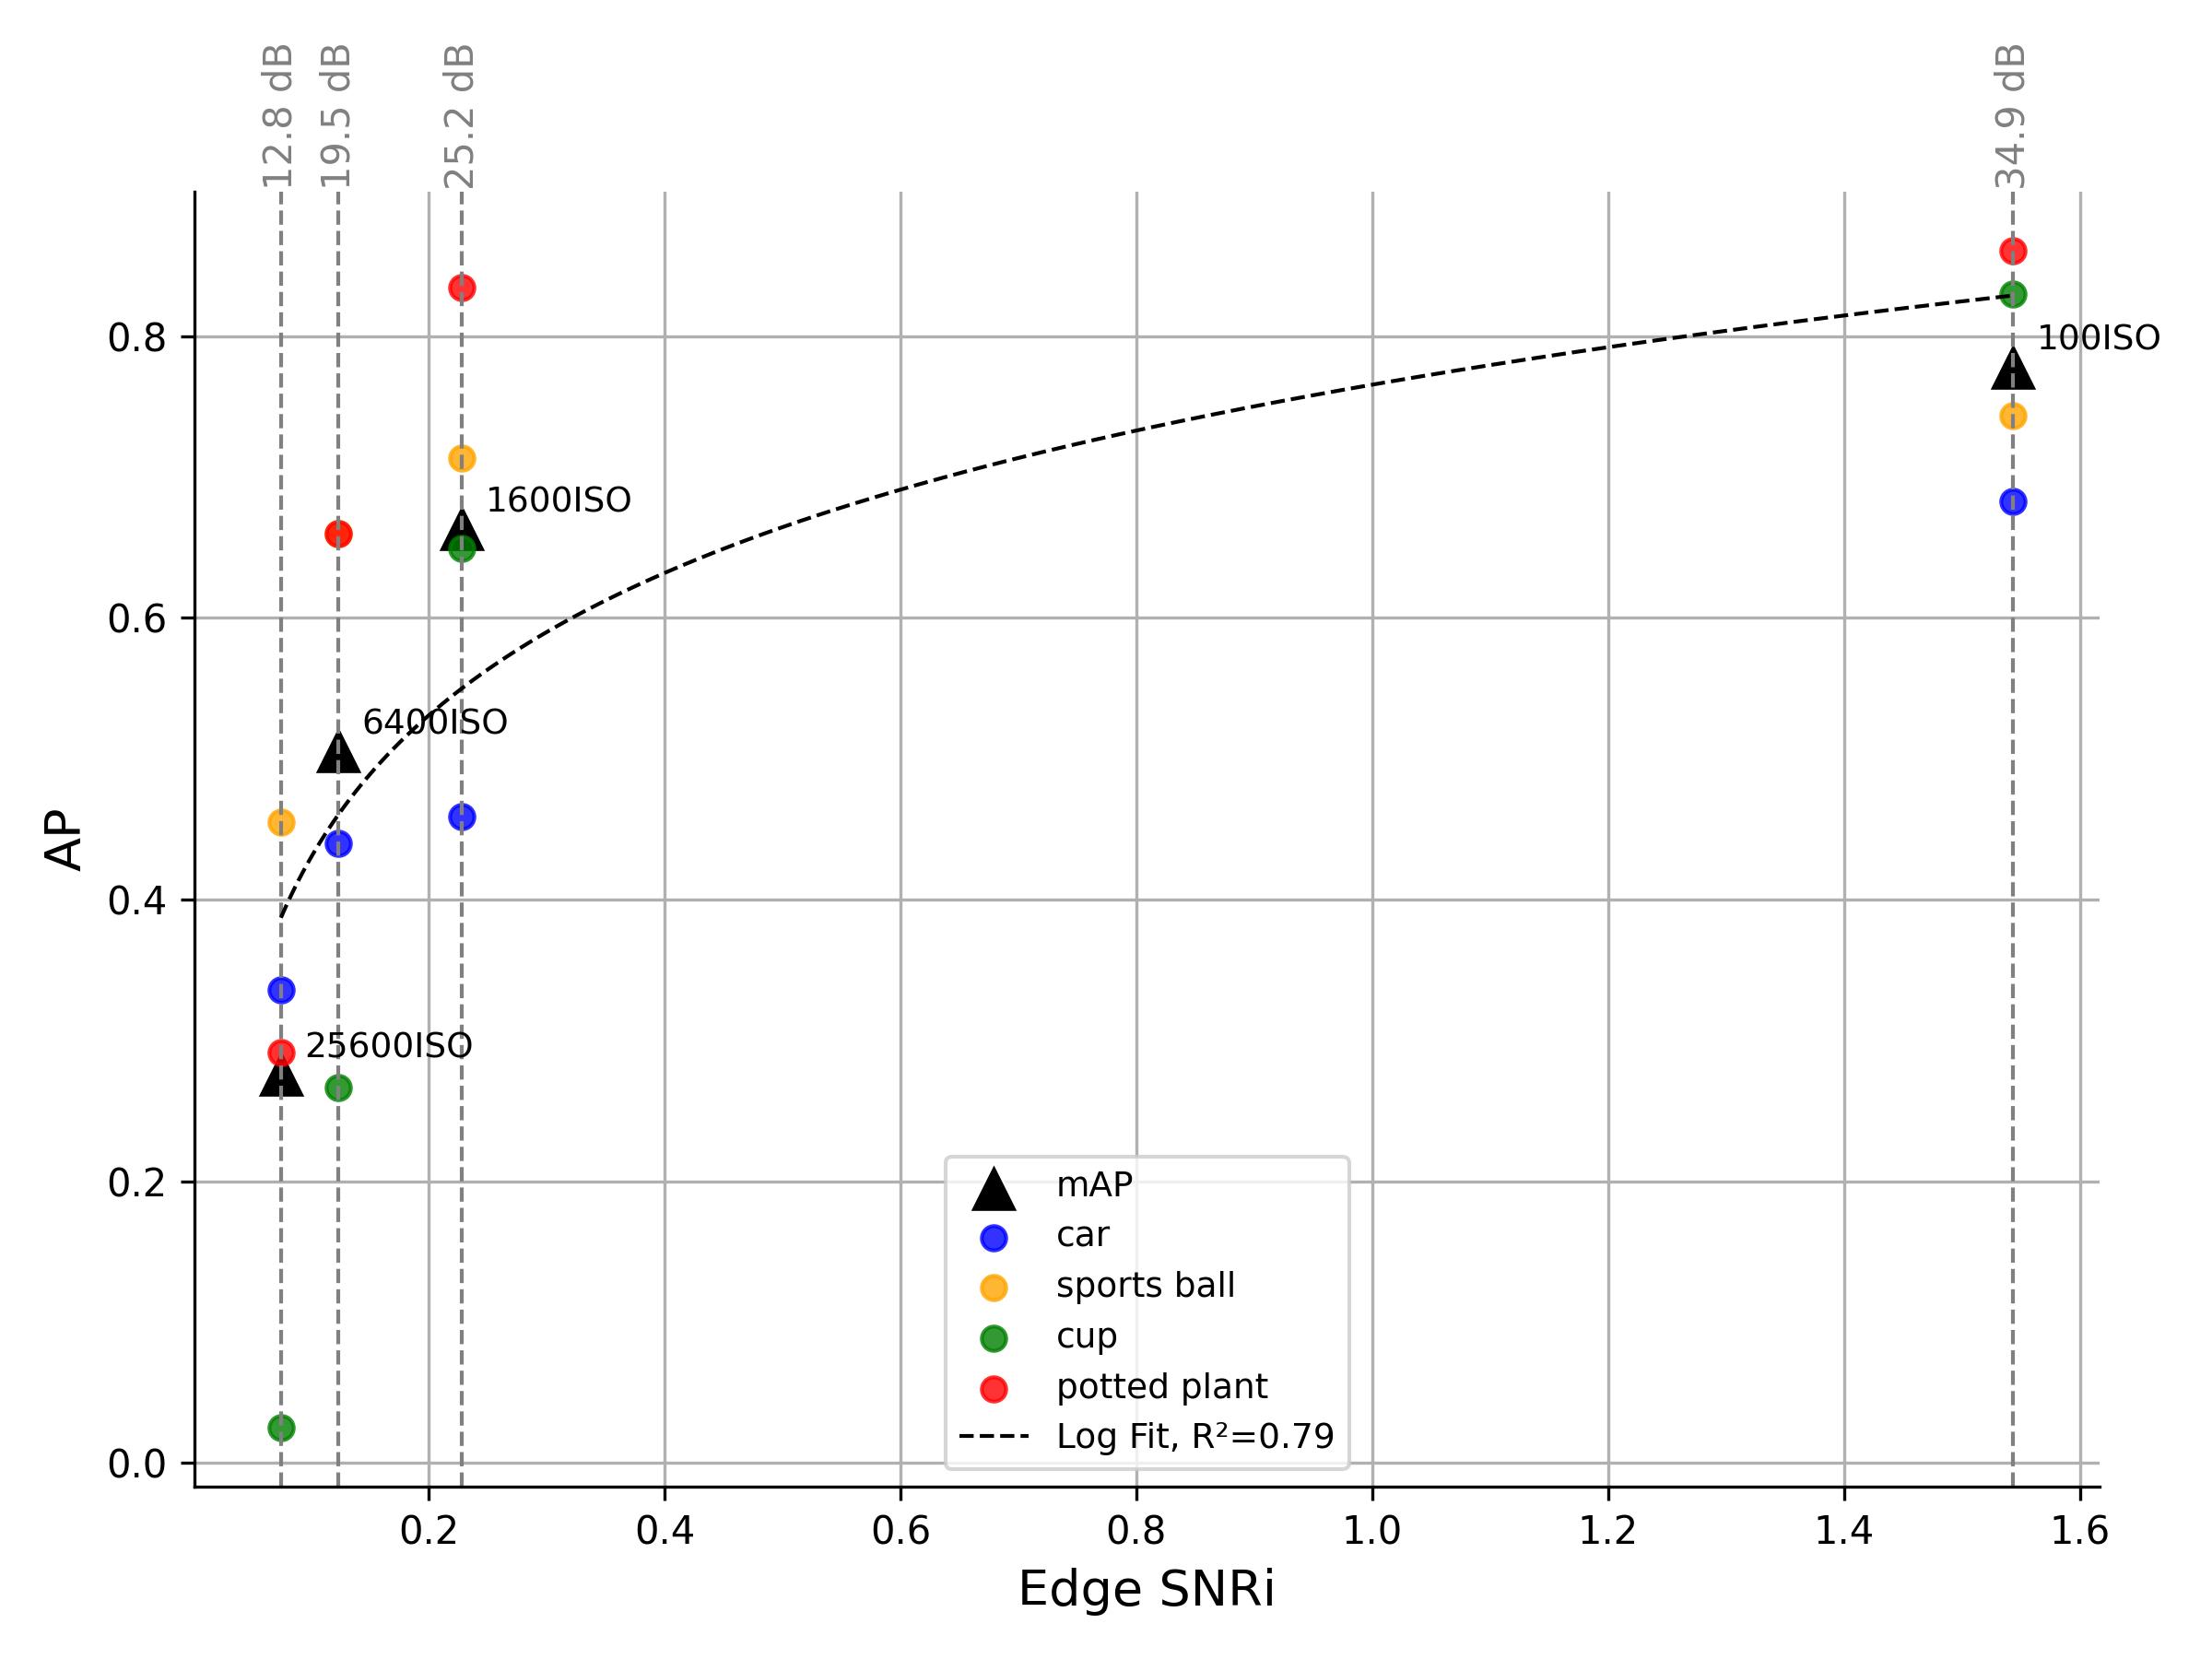 12.8 dB
19.5 dB
25.2 dB
34.9 dB
AP
0.8
0.6
0.4
0.2
0.0
100ISO
1600ISO
6400ISO
25600ISO
mAP
car
sports ball
cup
potted plant
Log Fit, R²=0.79
0.2 0.4 0.6 0.8 1.0 1.2 1.4 1.6
Edge SNRi